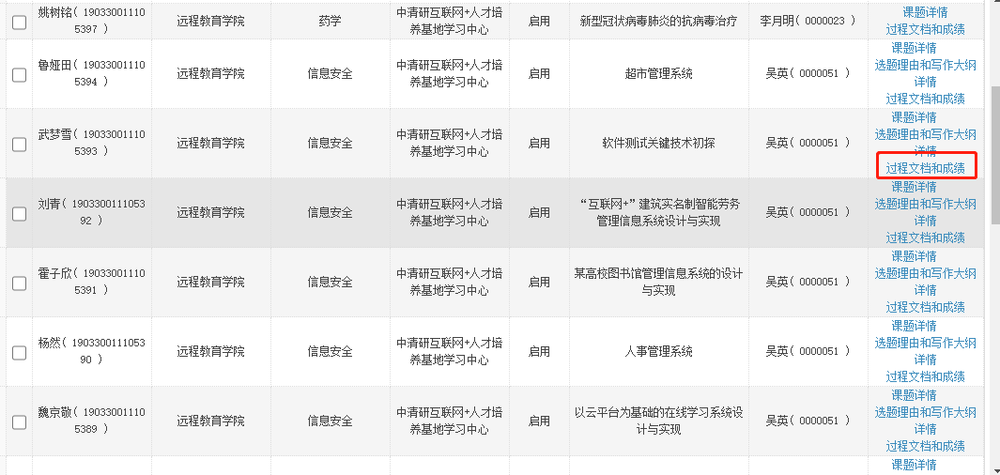 姚树铭( 190330011105397 ) 远程教育学院 药学 中清研互联网+人才培养基地学习中心 启用 新型冠状病毒肺炎的抗病毒治疗 李月明( 0000023 ) 课题详情
过程文档和成绩
鲁娅田( 190330011105394 ) 远程教育学院 信息安全 中清研互联网+人才培养基地学习中心 启用 超市管理系统 吴英( 0000051 ) 课题详情
选题理由和写作大纲
详情
过程文档和成绩
武梦雪( 190330011105393 ) 远程教育学院 信息安全 中清研互联网+人才培养基地学习中心 启用 软件测试关键技术初探 吴英( 0000051 ) 课题详情
选题理由和写作大纲
详情
过程文档和成绩
刘青( 190330011105392 ) 远程教育学院 信息安全 中清研互联网+人才培养基地学习中心 启用 “互联网+”建筑实名制智能劳务管理信息系统设计与实现 吴英( 0000051 ) 课题详情
选题理由和写作大纲
详情
过程文档和成绩
霍子欣( 190330011105391 ) 远程教育学院 信息安全 中清研互联网+人才培养基地学习中心 启用 某高校图书馆管理信息系统的设计与实现 吴英( 0000051 ) 课题详情
选题理由和写作大纲
详情
过程文档和成绩
杨然( 190330011105390 ) 远程教育学院 信息安全 中清研互联网+人才培养基地学习中心 启用 人事管理系统 吴英( 0000051 ) 课题详情
选题理由和写作大纲
详情
过程文档和成绩
魏京敬( 190330011105389 ) 远程教育学院 信息安全 中清研互联网+人才培养基地学习中心 启用 以云平台为基础的在线学习系统设计与实现 吴英( 0000051 ) 课题详情
选题理由和写作大纲
详情
过程文档和成绩
课题详情